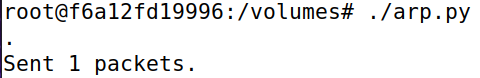 root@f6a12fd19996:/volumes# ./arp.py
.
Sent 1 packets.